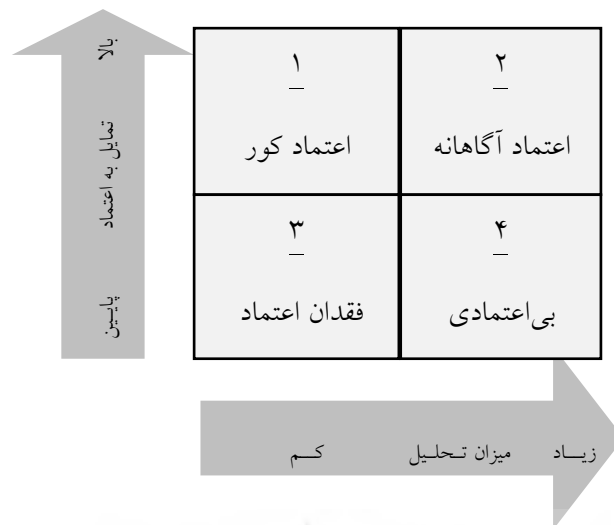 بالا
تمایل به اعتماد
پایین
۱
اعتماد کور
۲
اعتماد آگاهانه
۳
فقدان اعتماد
۴
بی‌اعتمادی
کم
میزان تحلیل
زیاد